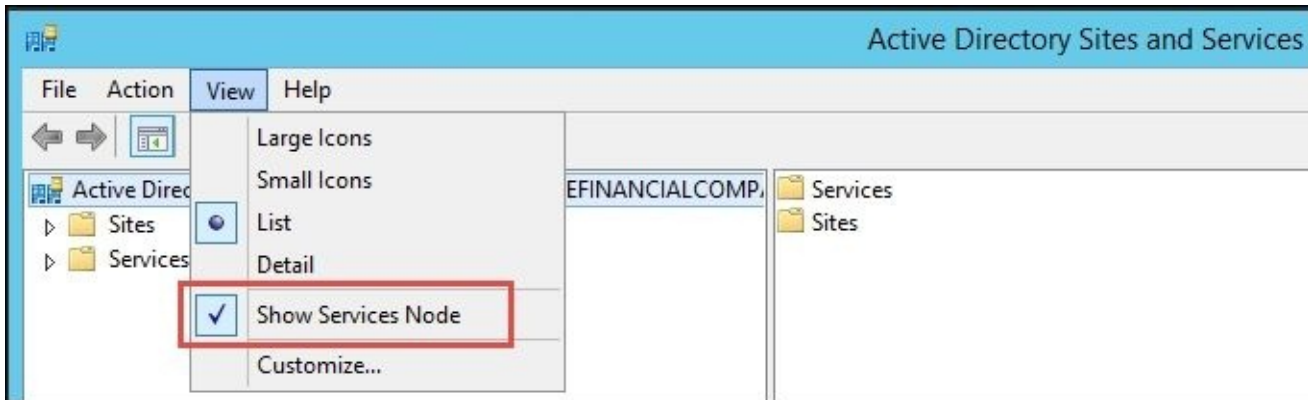 Active Directory Sites and Services
File Action View Help
Large Icons
Small Icons
List
Detail
Show Services Node
Customize...
Active Direc
EFINANCIALCOMP
Sites
Services
Services
Sites